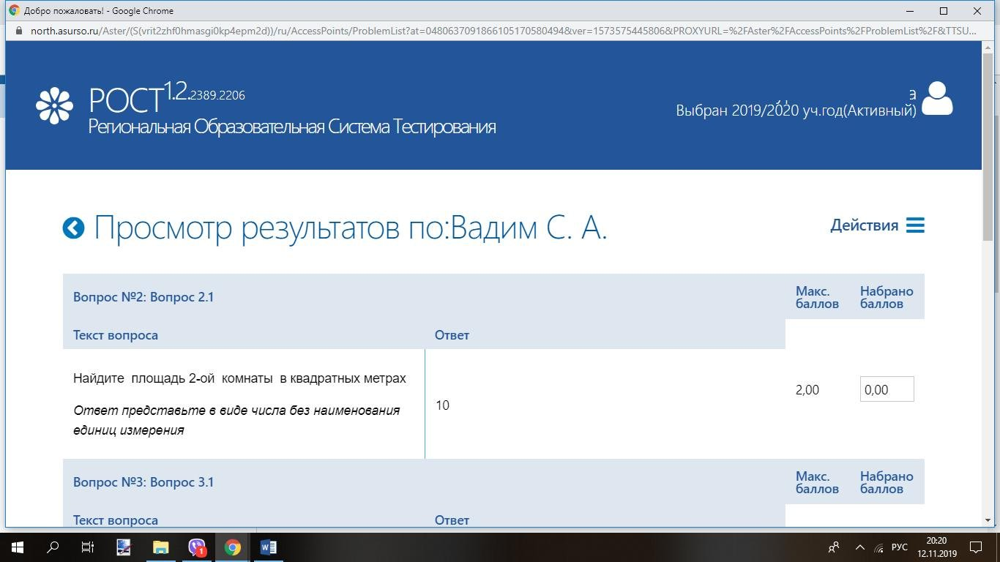 Добро пожаловать! - Google Chrome
north.asurso.ru/Aster/(S(vrit2zhf0hmasgi0kp4epm2d))/ru/AccessPoints/ProblemList?at=0480637091866105170580494&ver=1573575445806&PROXYURL=%2FAster%2FAccessPoints%2FProblemList%2F&TTSU...
РОСТ1.2.2389.2206
Региональная Образовательная Система Тестирования
а
Выбран 2019/2020 уч.год(Активный)
Просмотр результатов по:Вадим С. А.
Действия
Вопрос №2: Вопрос 2.1
Макс. баллов
Набрано баллов
Текст вопроса
Ответ
Найдите площадь 2-ой комнаты в квадратных метрах
Ответ представьте в виде числа без наименования
единиц измерения
10
2,00
0,00
Вопрос №3: Вопрос 3.1
Макс. баллов
Набрано баллов
Текст вопроса
Ответ
1
W
РУС
20:20
12.11.2019